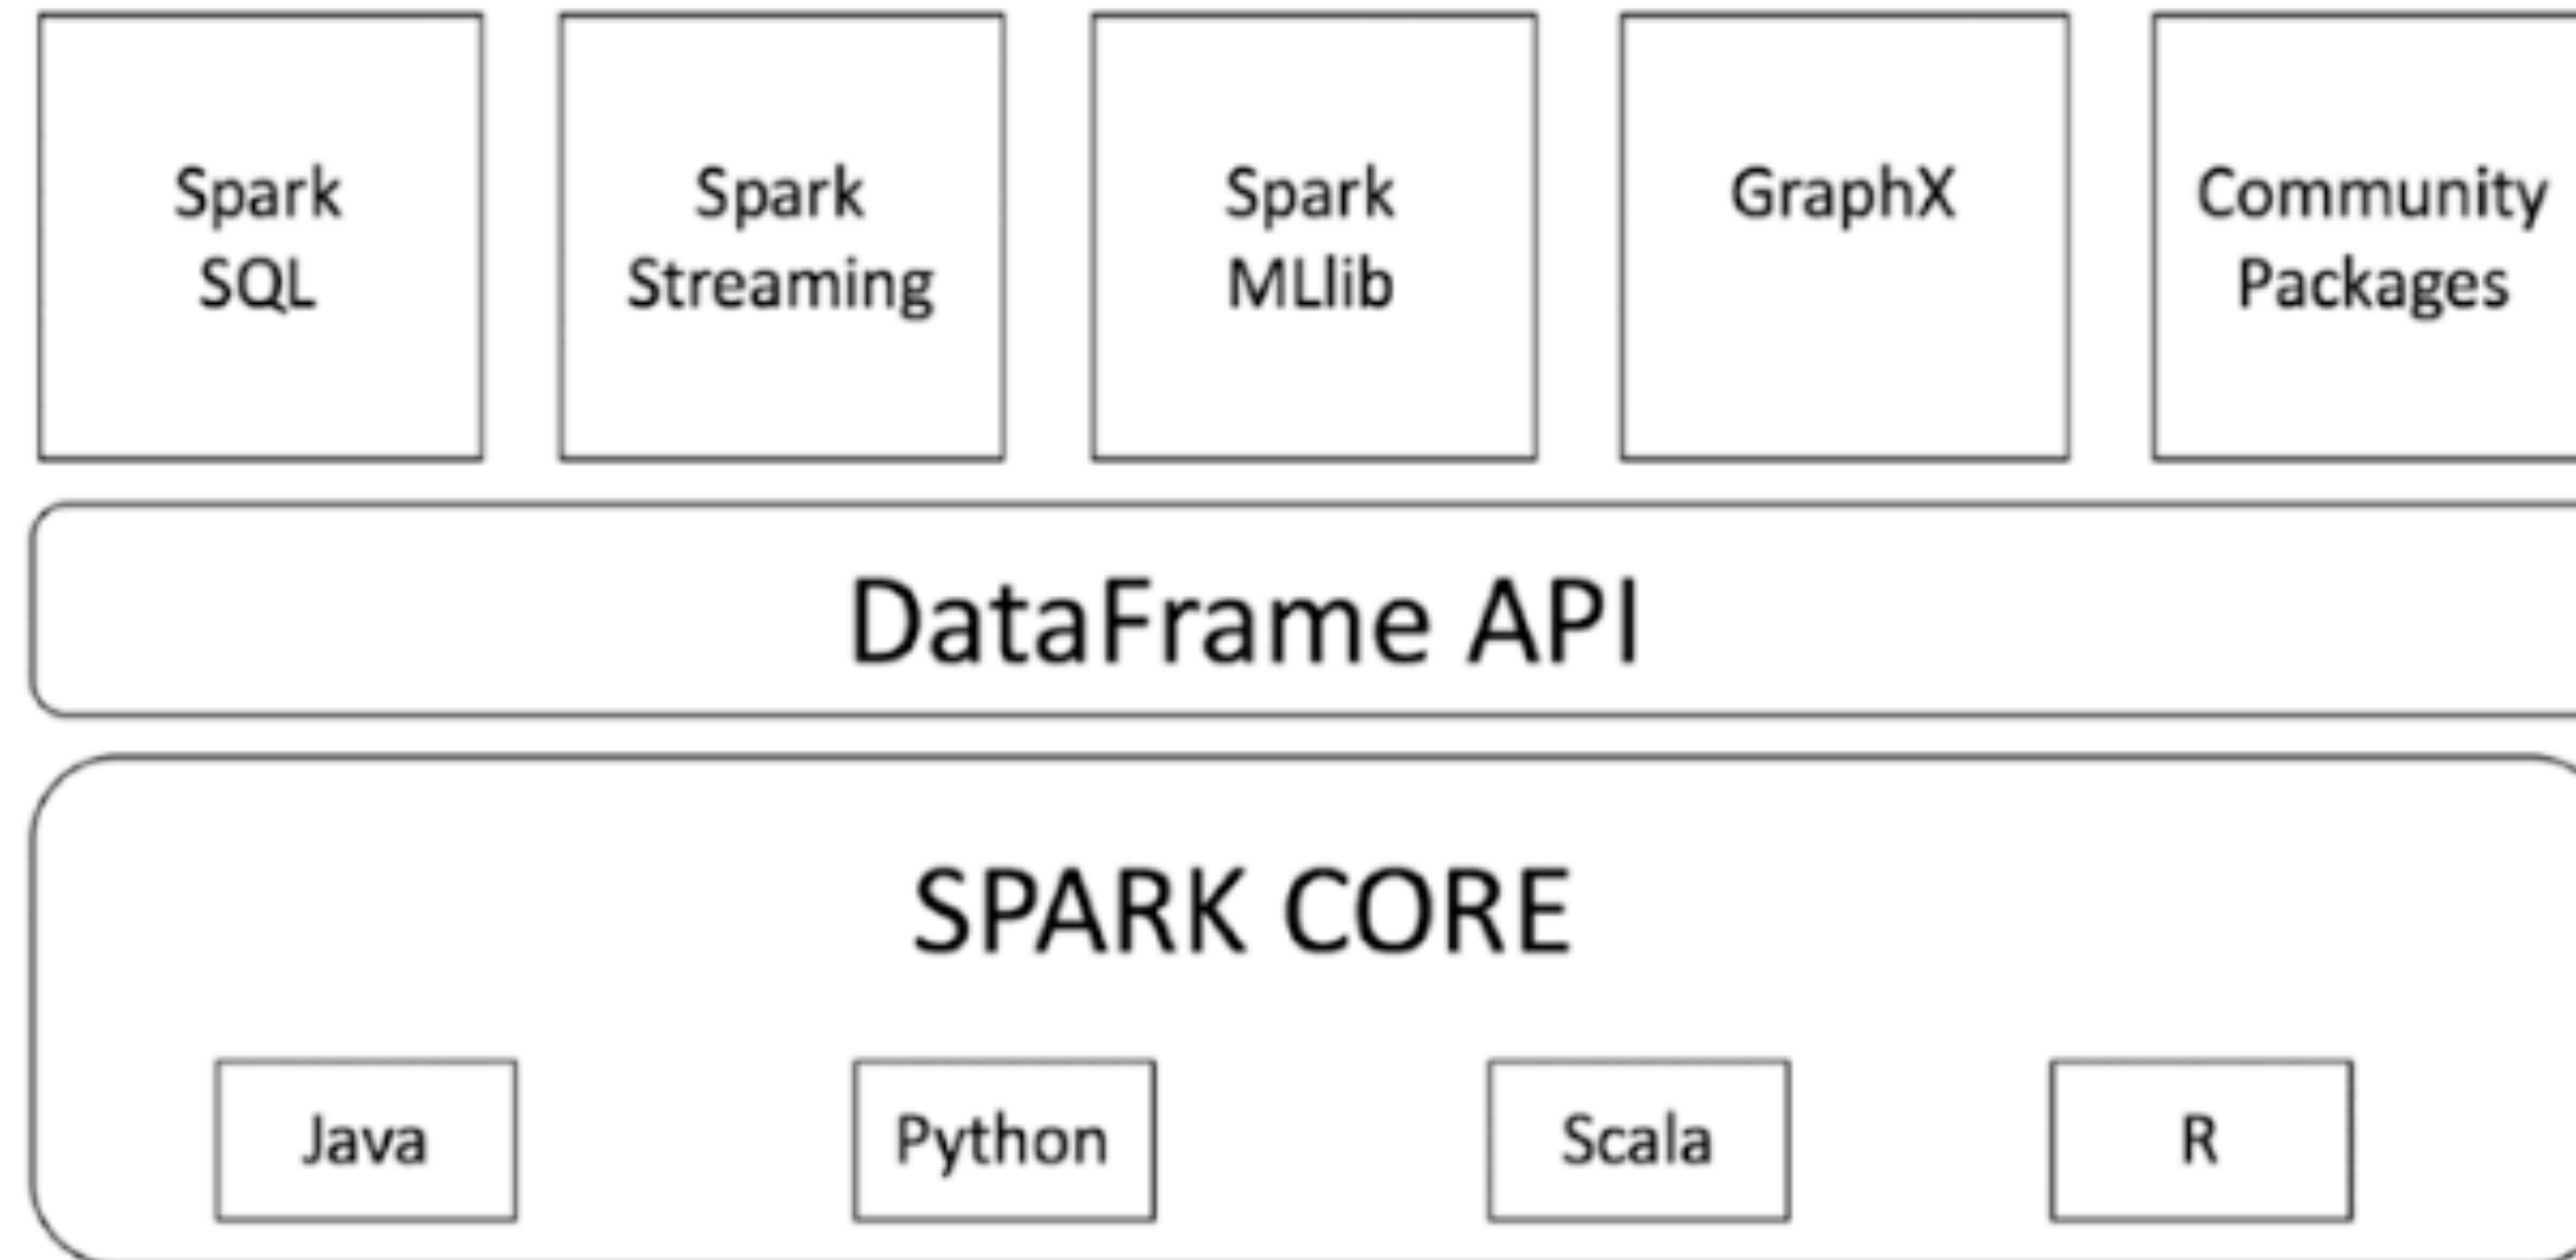 Spark
SQL
Spark
Streaming
Spark
MLlib
GraphX
Community
Packages
DataFrame API
SPARK CORE
Java
Python
Scala
R